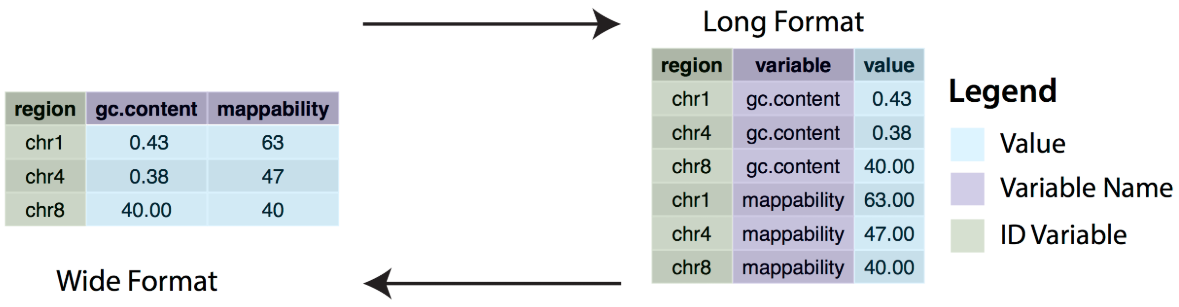 Long Format
region variable value
chr1 gc.content 0.43
chr4 gc.content 0.38
chr8 gc.content 40.00
chr1 mappability 63.00
chr4 mappability 47.00
chr8 mappability 40.00
region gc.content mappability
chr1 0.43 63
chr4 0.38 47
chr8 40.00 40
Wide Format
Legend
Value
Variable Name
ID Variable